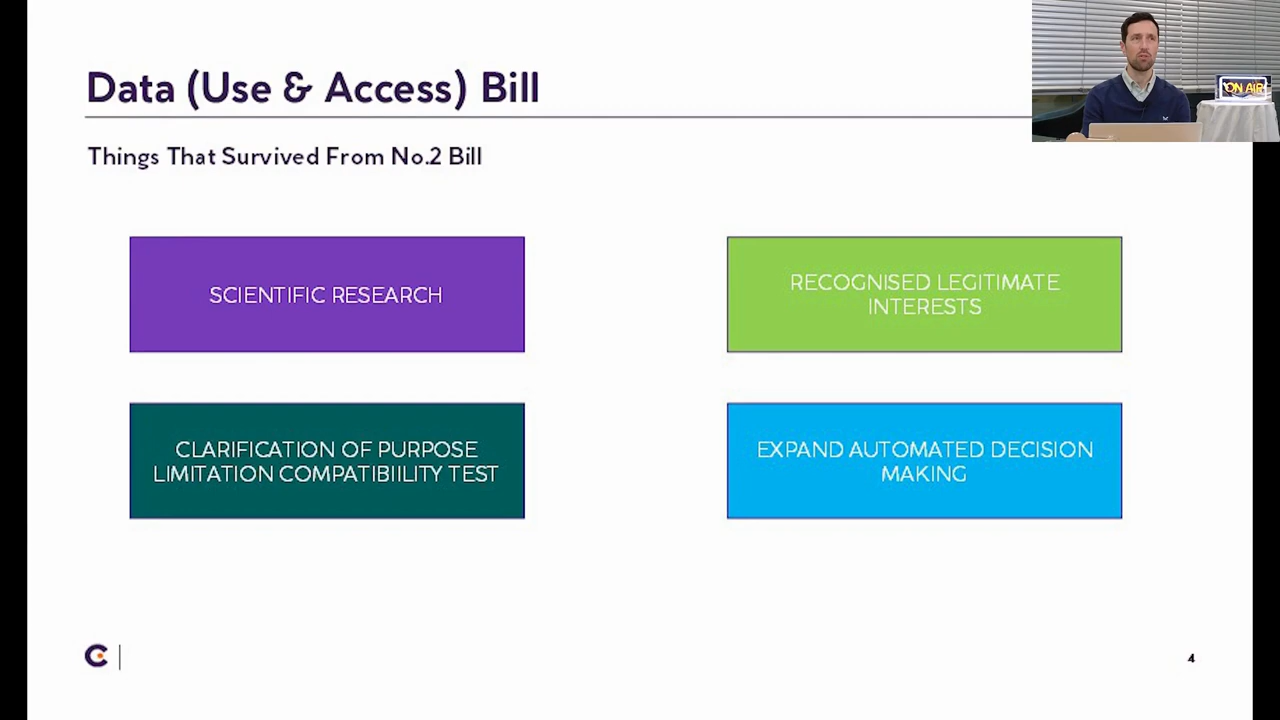 Data (Use & Access) Bill
ON AIR
Things That Survived From No.2 Bill
SCIENTIFIC RESEARCH
RECOGNISED LEGITIMATE
INTERESTS
CLARIFICATION OF PURPOSE
LIMITATION COMPATIBIILITY TEST
EXPAND AUTOMATED DECISION
MAKING
4